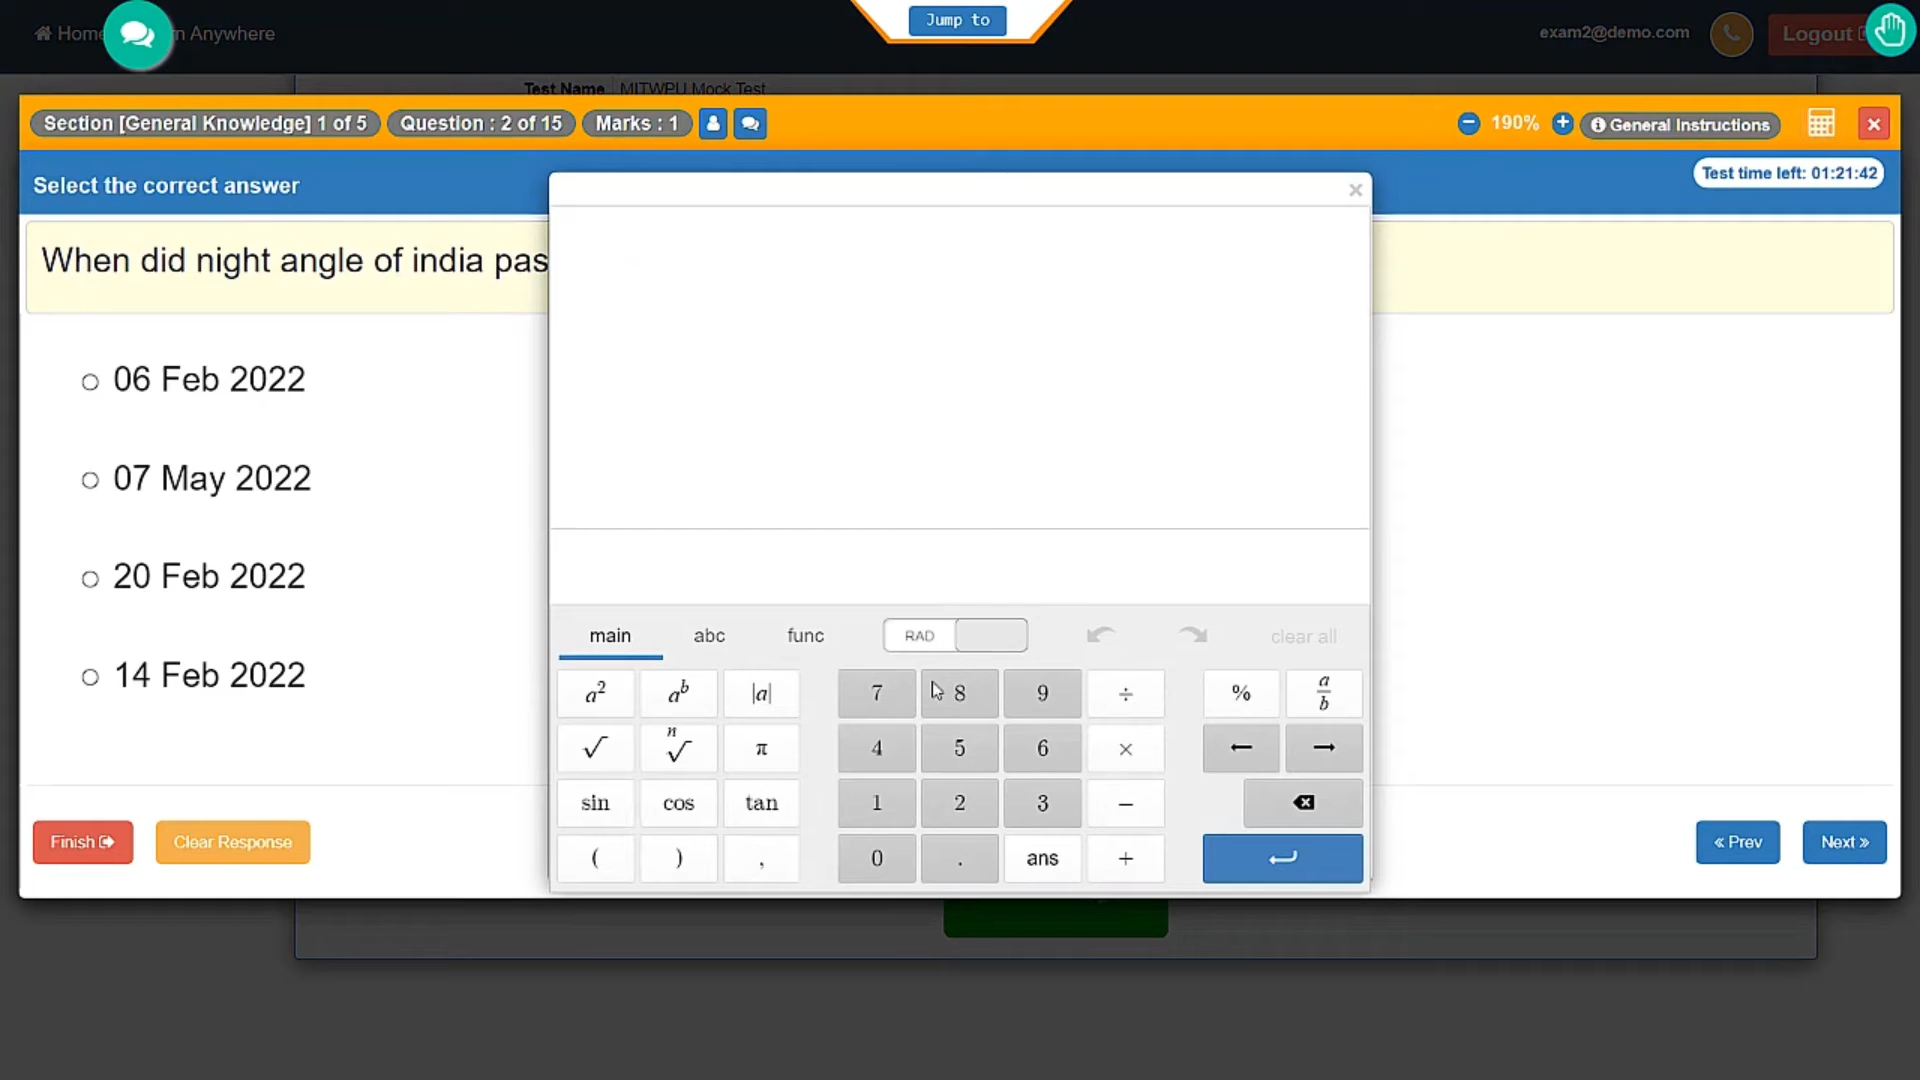 Jump to
Home
n Anywhere
exam2@demo.com
Logout
Test Name MITWPU Mock Test
Section [General Knowledge] 1 of 5
Question : 2 of 15
Marks : 1
190%
General Instructions
Select the correct answer
Test time left: 01:21:42
×
When did night angle of india pas
06 Feb 2022
07 May 2022
20 Feb 2022
14 Feb 2022
main abc func RAD clear all
a² aᵇ |a| 7 8 9 ÷ % a/b
√ ⁿ√ π 4 5 6 × ← →
sin cos tan 1 2 3 −
( ) , 0 . ans +
Finish
Clear Response
« Prev
Next »